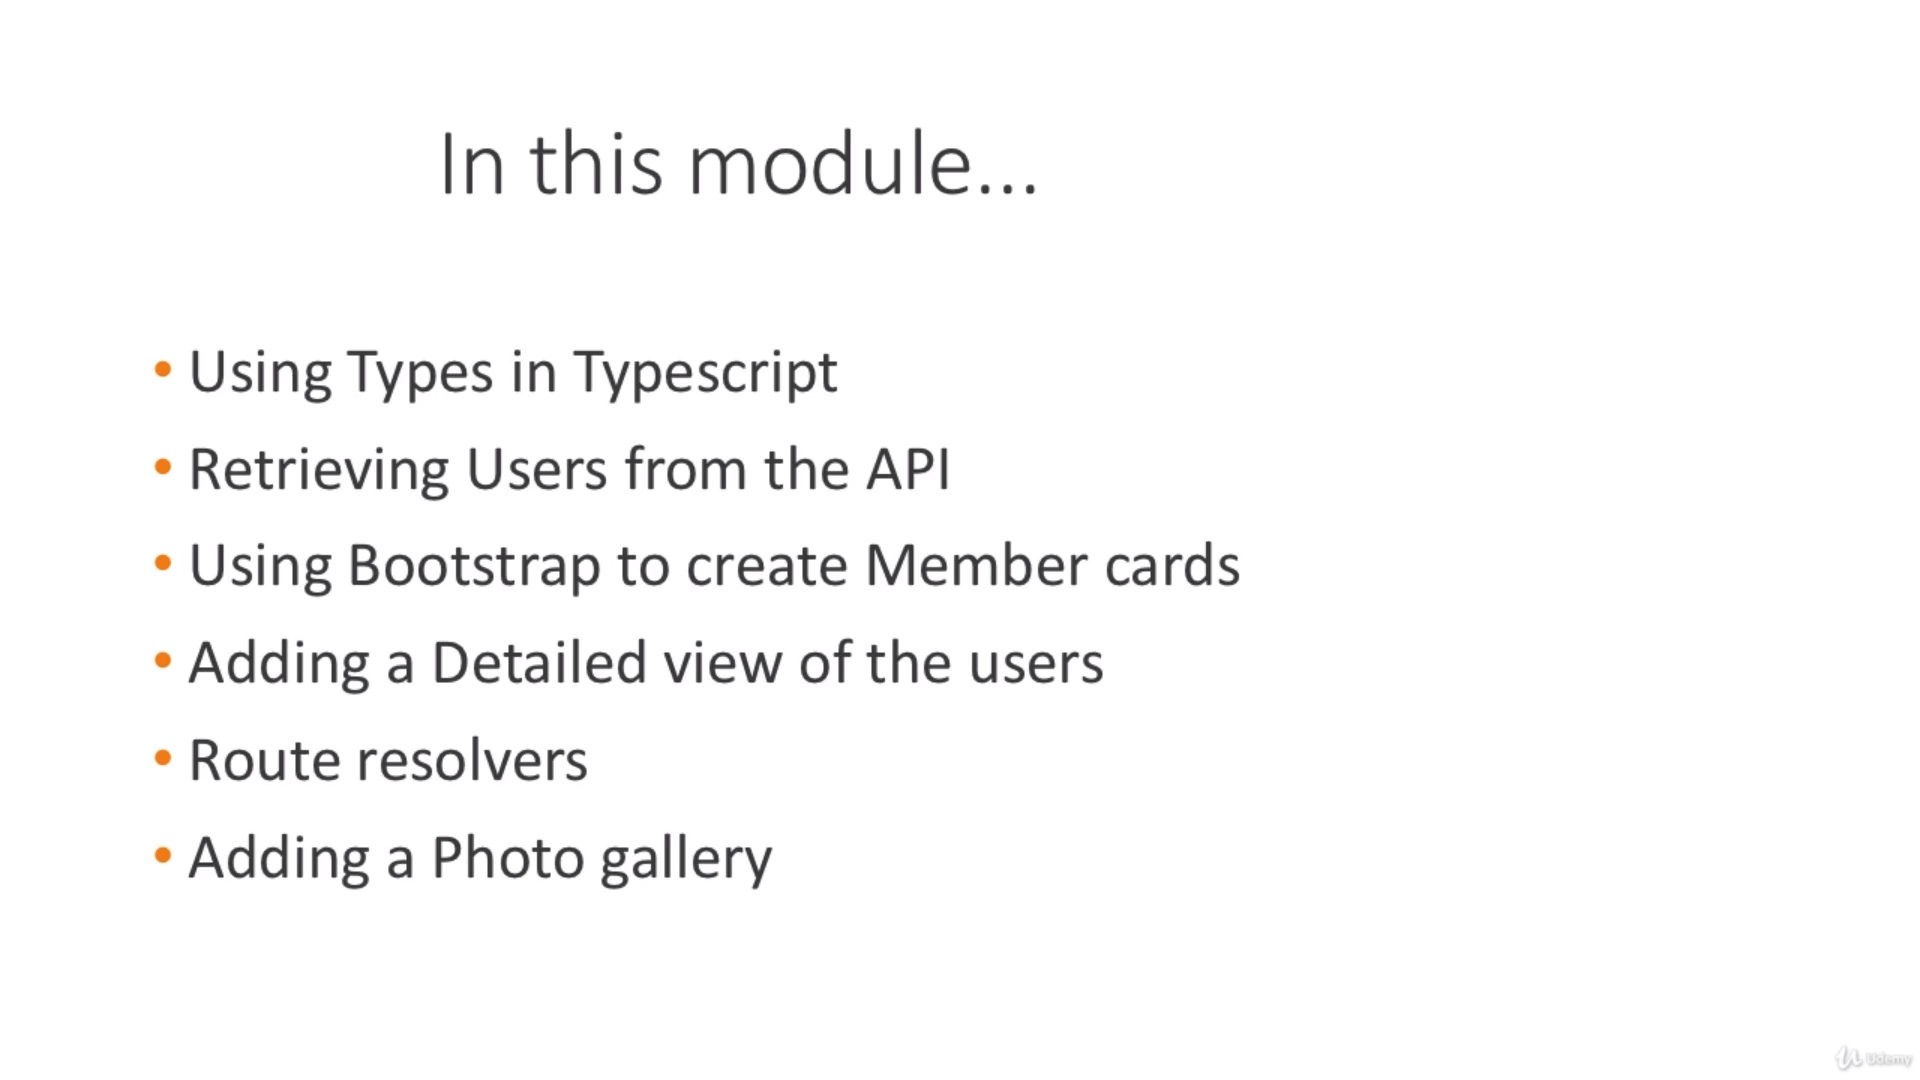 In this module...
• Using Types in Typescript
• Retrieving Users from the API
• Using Bootstrap to create Member cards
• Adding a Detailed view of the users
• Route resolvers
• Adding a Photo gallery
Udemy